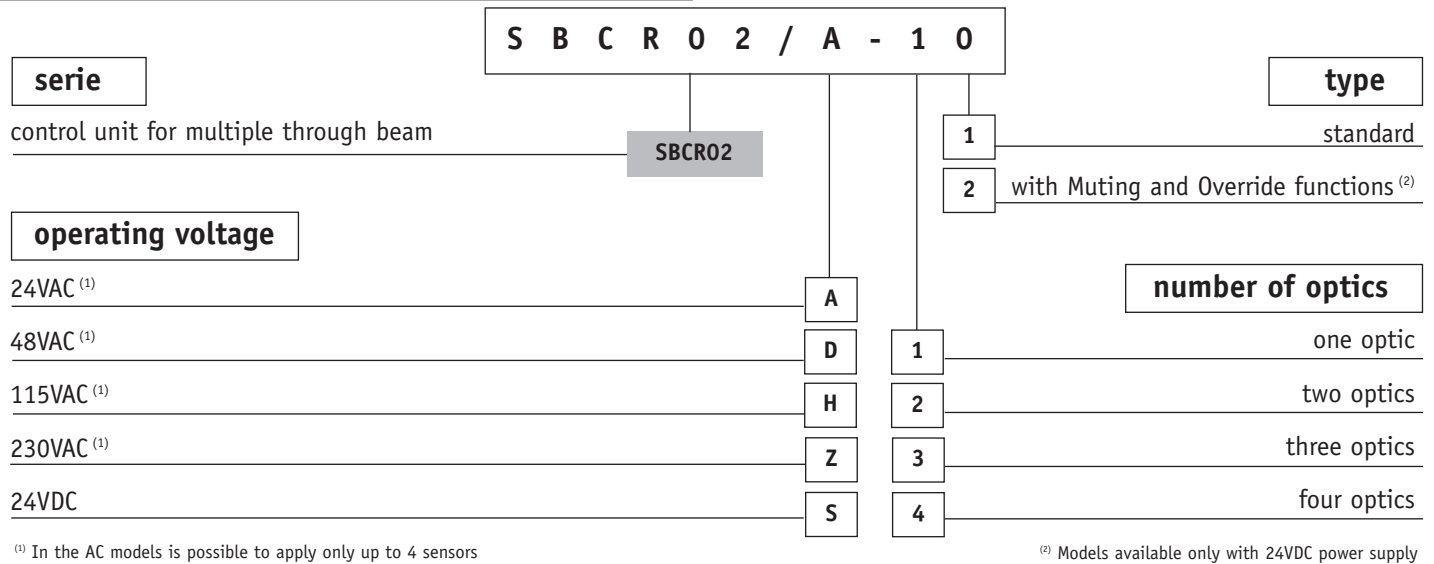 S B C R 0 2 / A - 1 0
serie
type
control unit for multiple through beam
SBCR02
1
standard
2
with Muting and Override functions (2)
operating voltage
number of optics
24VAC (1)
A
48VAC (1)
D
1
one optic
115VAC (1)
H
2
two optics
230VAC (1)
Z
3
three optics
24VDC
S
4
four optics
(1) In the AC models is possible to apply only up to 4 sensors
(2) Models available only with 24VDC power supply